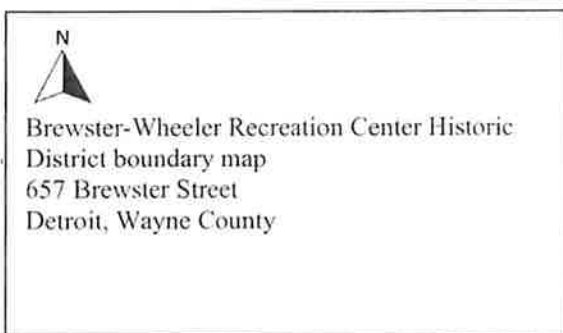 N
Brewster-Wheeler Recreation Center Historic
District boundary map
657 Brewster Street
Detroit, Wayne County